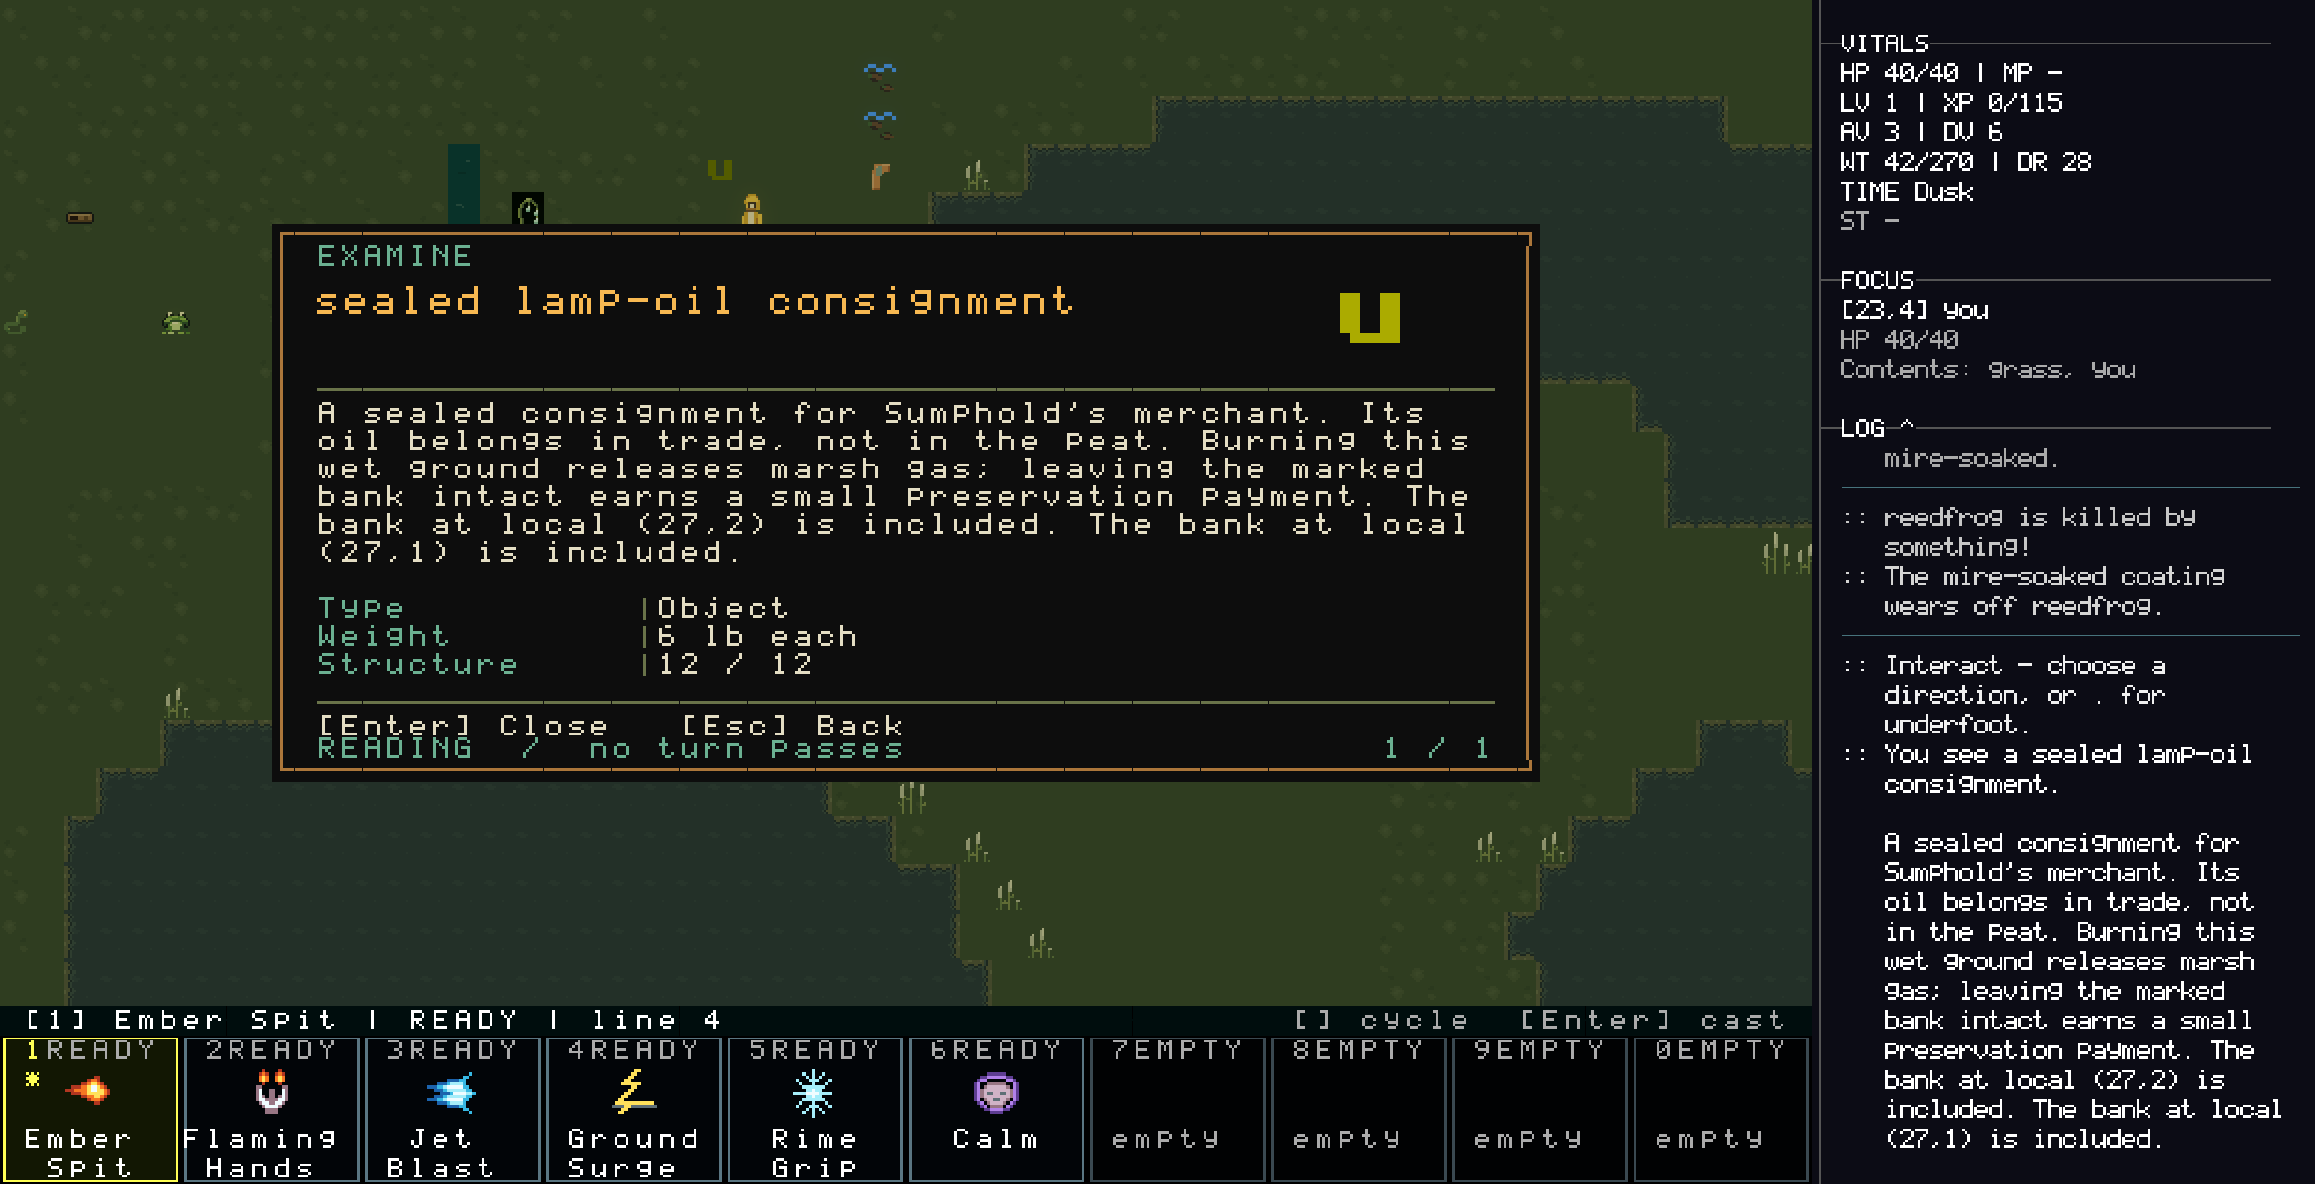 EXAMINE
sealed lamp-oil consignment
A sealed consignment for Sumphold's merchant. Its
oil belongs in trade, not in the peat. Burning this
wet ground releases marsh gas; leaving the marked
bank intact earns a small preservation payment. The
bank at local (27,2) is included. The bank at local
(27,1) is included.
Type |Object
Weight |6 lb each
Structure |12 / 12
[Enter] Close [Esc] Back
READING / no turn passes 1 / 1
VITALS
HP 40/40 | MP -
LV 1 | XP 0/115
AV 3 | DV 6
WT 42/270 | DR 28
TIME Dusk
ST -
FOCUS
[23,4] you
HP 40/40
Contents: grass, you
LOG ^
mire-soaked.
:: reedfrog is killed by
something!
:: The mire-soaked coating
wears off reedfrog.
:: Interact - choose a
direction, or . for
underfoot.
:: You see a sealed lamp-oil
consignment.
A sealed consignment for
Sumphold's merchant. Its
oil belongs in trade, not
in the peat. Burning this
wet ground releases marsh
gas; leaving the marked
bank intact earns a small
preservation payment. The
bank at local (27,2) is
included. The bank at local
(27,1) is included.
[1] Ember Spit | READY | line 4 [] cycle [Enter] cast
1READY 2READY 3READY 4READY 5READY 6READY 7EMPTY 8EMPTY 9EMPTY 0EMPTY
*
Ember Flaming Jet Ground Rime Calm empty empty empty empty
Spit Hands Blast Surge Grip